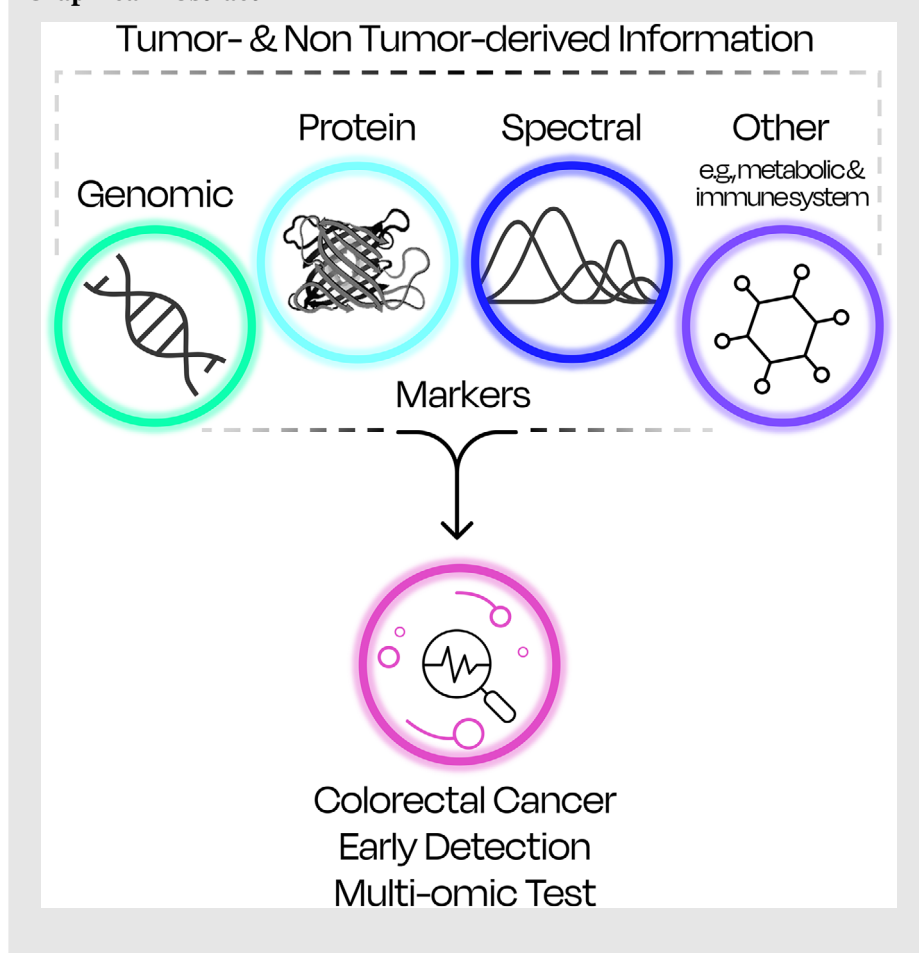 Tumor- & Non Tumor-derived Information
Genomic
Protein
Spectral
Other
e.g., metabolic &
immune system
Markers
Colorectal Cancer
Early Detection
Multi-omic Test